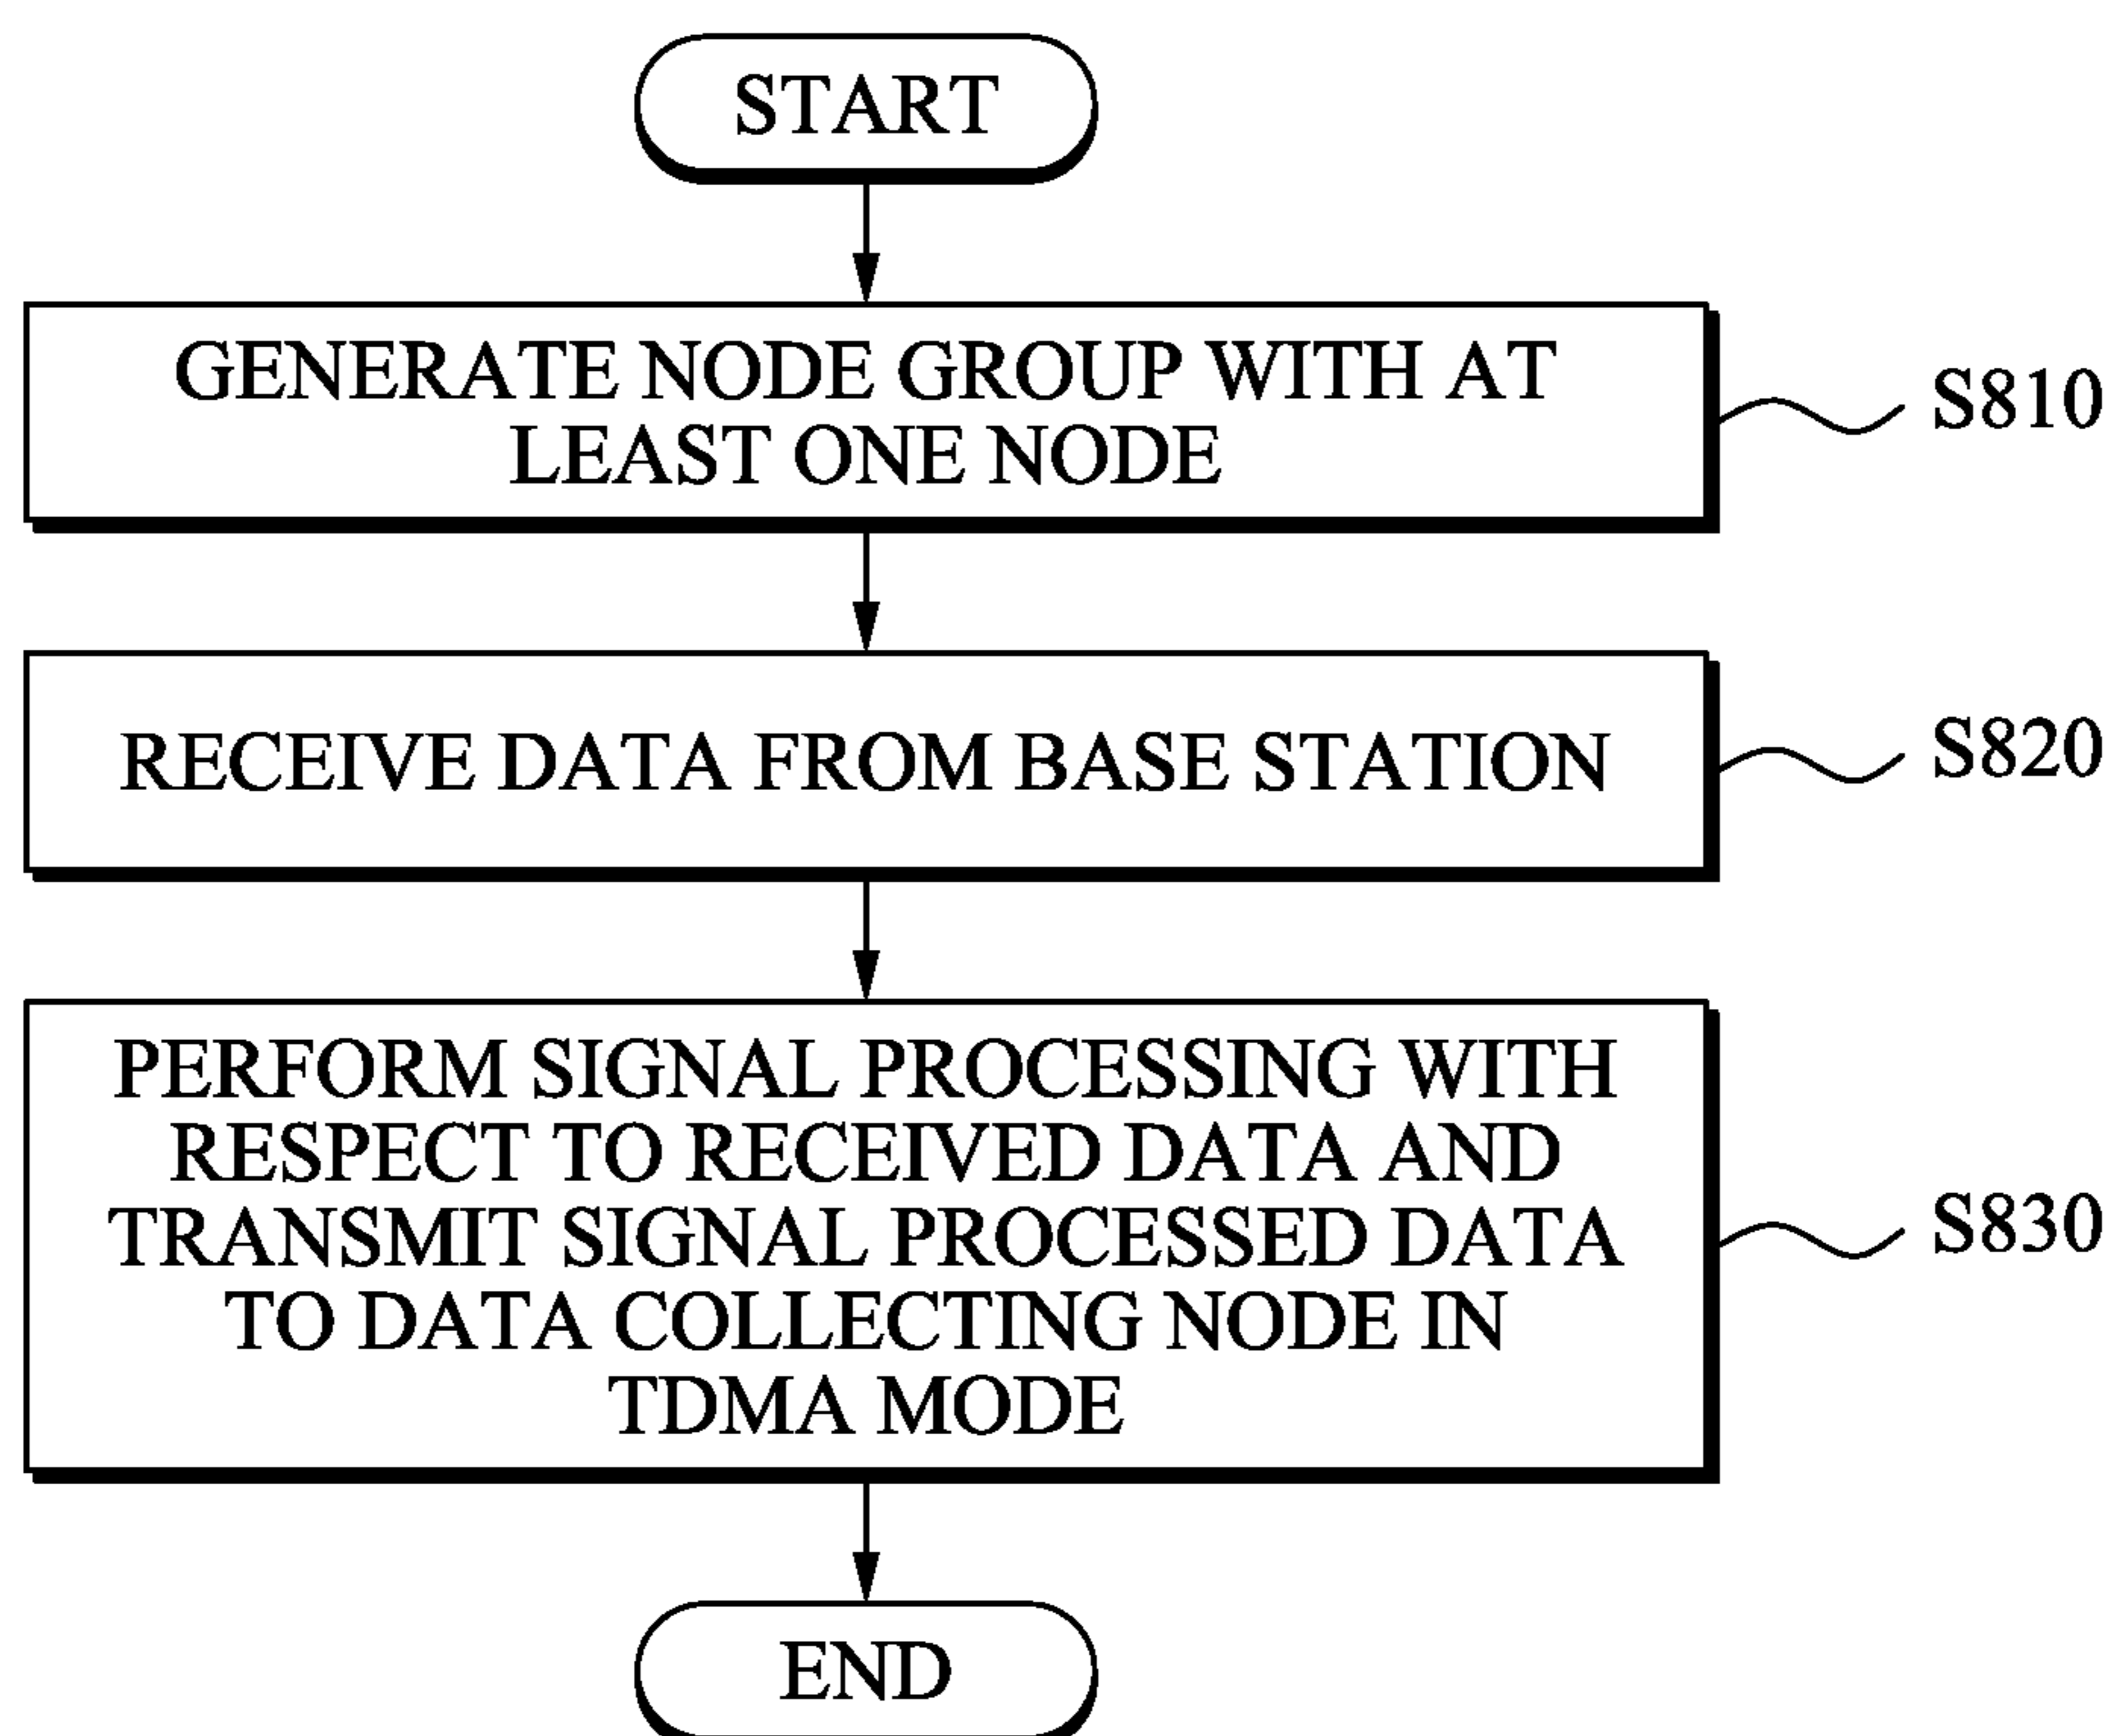 START
GENERATE NODE GROUP WITH AT
LEAST ONE NODE
S810
RECEIVE DATA FROM BASE STATION
S820
PERFORM SIGNAL PROCESSING WITH
RESPECT TO RECEIVED DATA AND
TRANSMIT SIGNAL PROCESSED DATA
TO DATA COLLECTING NODE IN
TDMA MODE
S830
END